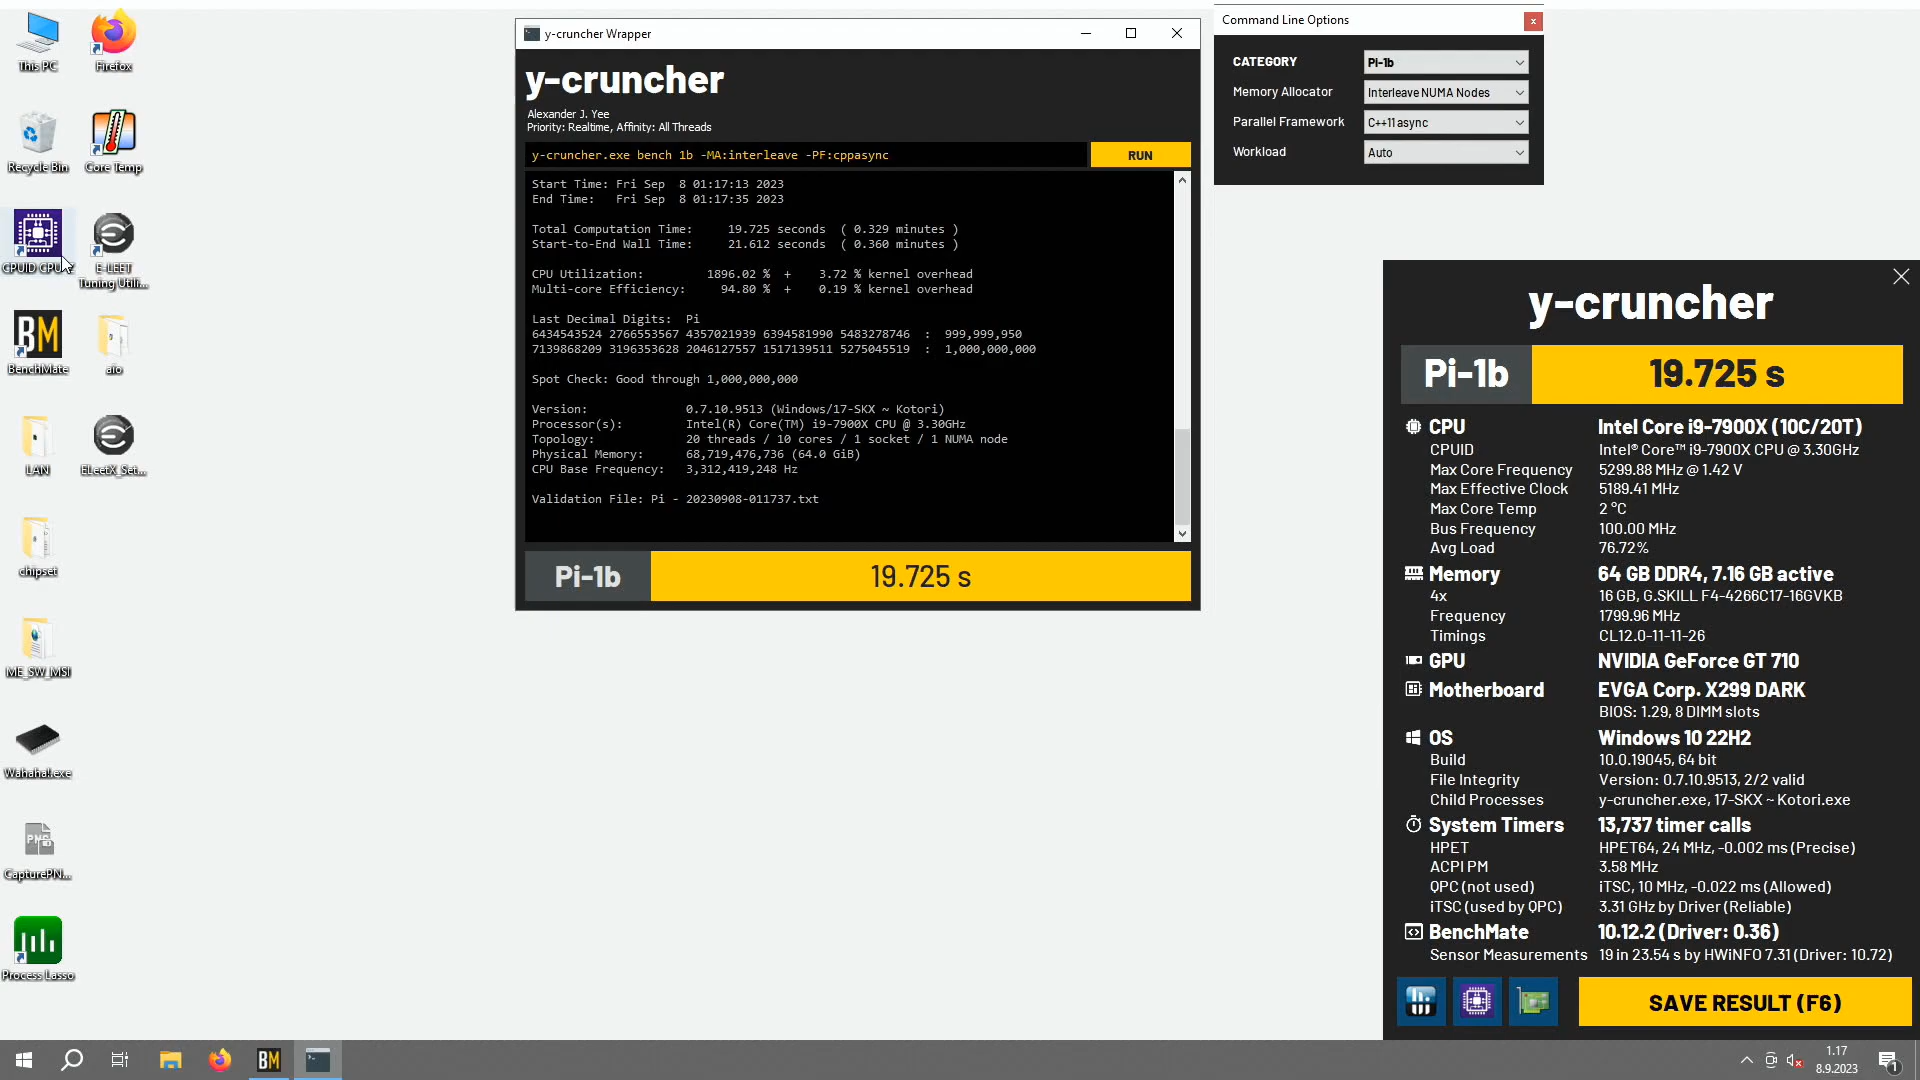 This PC
Firefox
Recycle Bin
Core Temp
CPUID CPU-Z
E-LEET
Tuning Utili...
BM
BenchMate
aio
LAN
ELeetX_Set...
chipset
ME_SW_MSI
Wahaha!.exe
PNG
CapturePN...
Process Lasso
y-cruncher Wrapper
y-cruncher
Alexander J. Yee
Priority: Realtime, Affinity: All Threads
y-cruncher.exe bench 1b -MA:interleave -PF:cppasync
RUN
Start Time: Fri Sep  8 01:17:13 2023
End Time:   Fri Sep  8 01:17:35 2023
Total Computation Time:     19.725 seconds  ( 0.329 minutes )
Start-to-End Wall Time:     21.612 seconds  ( 0.360 minutes )
CPU Utilization:         1896.02 %  +    3.72 % kernel overhead
Multi-core Efficiency:     94.80 %  +    0.19 % kernel overhead
Last Decimal Digits:  Pi
6434543524 2766553567 4357021939 6394581990 5483278746  :  999,999,950
7139868209 3196353628 2046127557 1517139511 5275045519  :  1,000,000,000
Spot Check: Good through 1,000,000,000
Version:              0.7.10.9513 (Windows/17-SKX ~ Kotori)
Processor(s):         Intel(R) Core(TM) i9-7900X CPU @ 3.30GHz
Topology:             20 threads / 10 cores / 1 socket / 1 NUMA node
Physical Memory:      68,719,476,736 (64.0 GiB)
CPU Base Frequency:   3,312,419,248 Hz
Validation File: Pi - 20230908-011737.txt
Pi-1b
19.725 s
Command Line Options
x
CATEGORY Pi-1b
Memory Allocator Interleave NUMA Nodes
Parallel Framework C++11 async
Workload Auto
y-cruncher
Pi-1b 19.725 s
CPU Intel Core i9-7900X (10C/20T)
CPUID Intel® Core™ i9-7900X CPU @ 3.30GHz
Max Core Frequency 5299.88 MHz @ 1.42 V
Max Effective Clock 5189.41 MHz
Max Core Temp 2 °C
Bus Frequency 100.00 MHz
Avg Load 76.72%
Memory 64 GB DDR4, 7.16 GB active
4x 16 GB, G.SKILL F4-4266C17-16GVKB
Frequency 1799.96 MHz
Timings CL12.0-11-11-26
GPU NVIDIA GeForce GT 710
Motherboard EVGA Corp. X299 DARK
BIOS: 1.29, 8 DIMM slots
OS Windows 10 22H2
Build 10.0.19045, 64 bit
File Integrity Version: 0.7.10.9513, 2/2 valid
Child Processes y-cruncher.exe, 17-SKX ~ Kotori.exe
System Timers 13,737 timer calls
HPET HPET64, 24 MHz, -0.002 ms (Precise)
ACPI PM 3.58 MHz
QPC (not used) iTSC, 10 MHz, -0.022 ms (Allowed)
iTSC (used by QPC) 3.31 GHz by Driver (Reliable)
BenchMate 10.12.2 (Driver: 0.36)
Sensor Measurements 19 in 23.54 s by HWiNFO 7.31 (Driver: 10.72)
SAVE RESULT (F6)
BM
1.17
8.9.2023
1